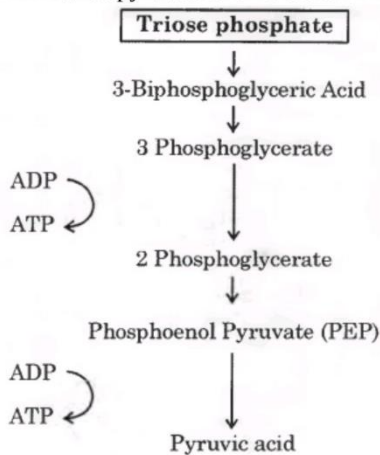 Triose phosphate
3-Biphosphoglyceric Acid
3 Phosphoglycerate
ADP
ATP
2 Phosphoglycerate
Phosphoenol Pyruvate (PEP)
ADP
ATP
Pyruvic acid